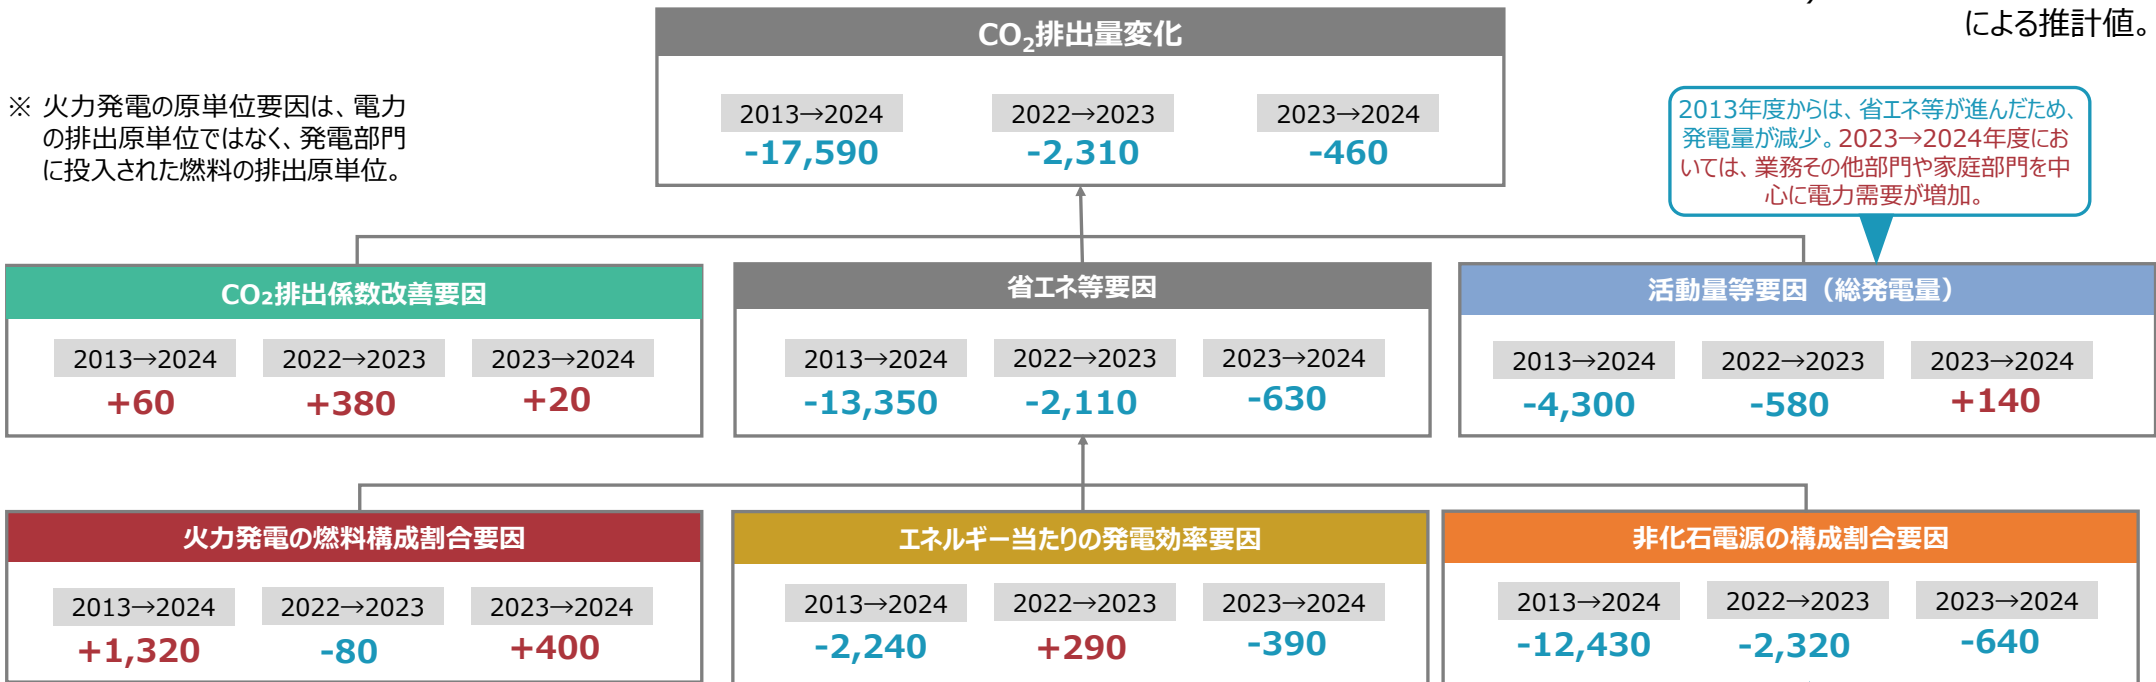 による推計値。
CO₂排出量変化
2013→2024 2022→2023 2023→2024
-17,590 -2,310 -460
※ 火力発電の原単位要因は、電力
の排出原単位ではなく、発電部門
に投入された燃料の排出原単位。
2013年度からは、省エネ等が進んだため、
発電量が減少。2023→2024年度にお
いては、業務その他部門や家庭部門を中
心に電力需要が増加。
CO₂排出係数改善要因
2013→2024 2022→2023 2023→2024
+60 +380 +20
省エネ等要因
2013→2024 2022→2023 2023→2024
-13,350 -2,110 -630
活動量等要因（総発電量）
2013→2024 2022→2023 2023→2024
-4,300 -580 +140
火力発電の燃料構成割合要因
2013→2024 2022→2023 2023→2024
+1,320 -80 +400
エネルギー当たりの発電効率要因
2013→2024 2022→2023 2023→2024
-2,240 +290 -390
非化石電源の構成割合要因
2013→2024 2022→2023 2023→2024
-12,430 -2,320 -640